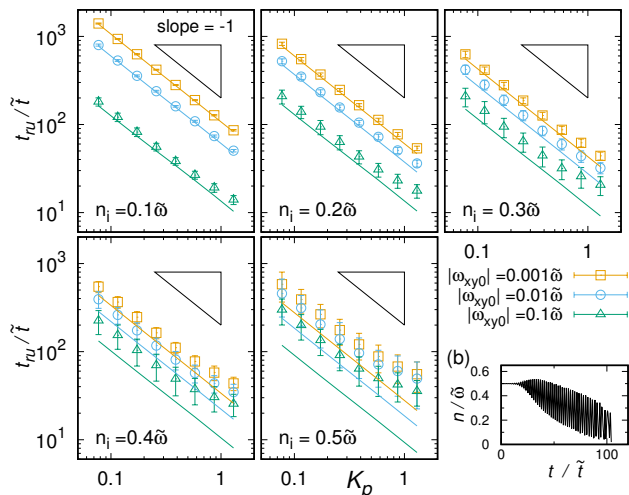 slope = -1
10³
10²
10¹
t_ru/t̃
n_i =0.1ω̃
n_i = 0.2ω̃
n_i = 0.3ω̃
0.1 1
|ω_xy0| =0.001ω̃
|ω_xy0| =0.01ω̃
|ω_xy0| =0.1ω̃
10³
10²
10¹
n_i =0.4ω̃
n_i =0.5ω̃
0.1 1 0.1 1
K_p
(b)
0.6
0.4
0.2
0
n/ω̃
0 50 100
t / t̃